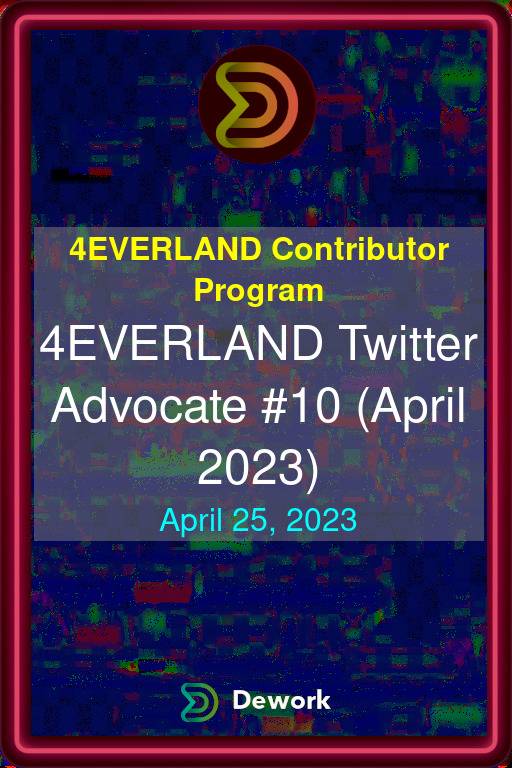 4EVERLAND Contributor
Program
4EVERLAND Twitter
Advocate #10 (April
2023)
April 25, 2023
Dework